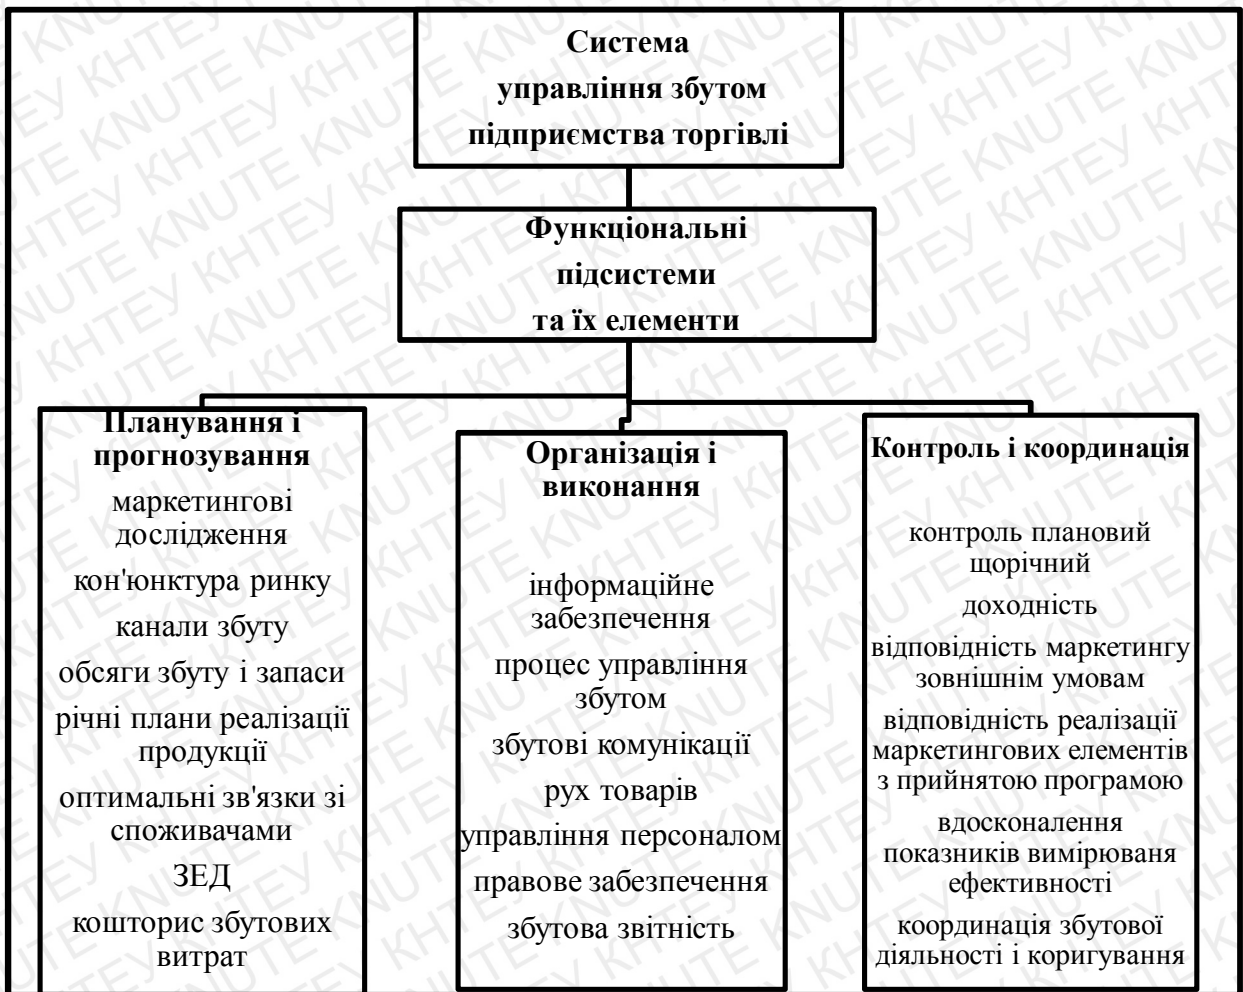 Система
управління збутом
підприємства торгівлі
Функціональні
підсистеми
та їх елементи
Планування і
прогнозування
маркетингові
дослідження
кон'юнктура ринку
канали збуту
обсяги збуту і запаси
річні плани реалізації
продукції
оптимальні зв'язки зі
споживачами
ЗЕД
кошторис збутових
витрат
Організація і
виконання
інформаційне
забезпечення
процес управління
збутом
збутові комунікації
рух товарів
управління персоналом
правове забезпечення
збутова звітність
Контроль і координація
контроль плановий
щорічний
доходність
відповідність маркетингу
зовнішнім умовам
відповідність реалізації
маркетингових елементів
з прийнятою програмою
вдосконалення
показників вимірюваня
ефективності
координація збутової
діяльності і коригування